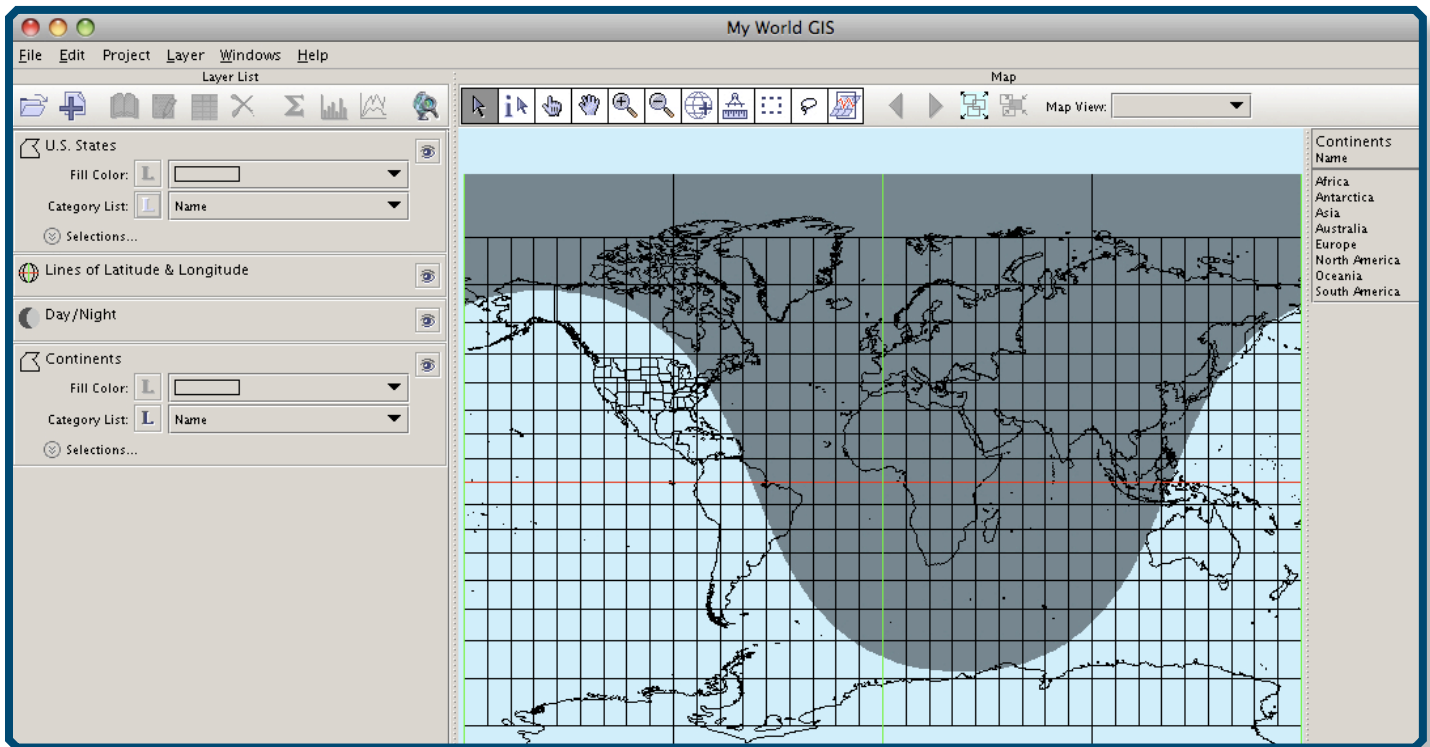 My World GIS
File Edit Project Layer Windows Help
Layer List
Map
Map View:
U.S. States
Fill Color: L
Category List: L Name
Selections...
Lines of Latitude & Longitude
Day/Night
Continents
Fill Color: L
Category List: L Name
Selections...
Continents
Name
Africa
Antarctica
Asia
Australia
Europe
North America
Oceania
South America